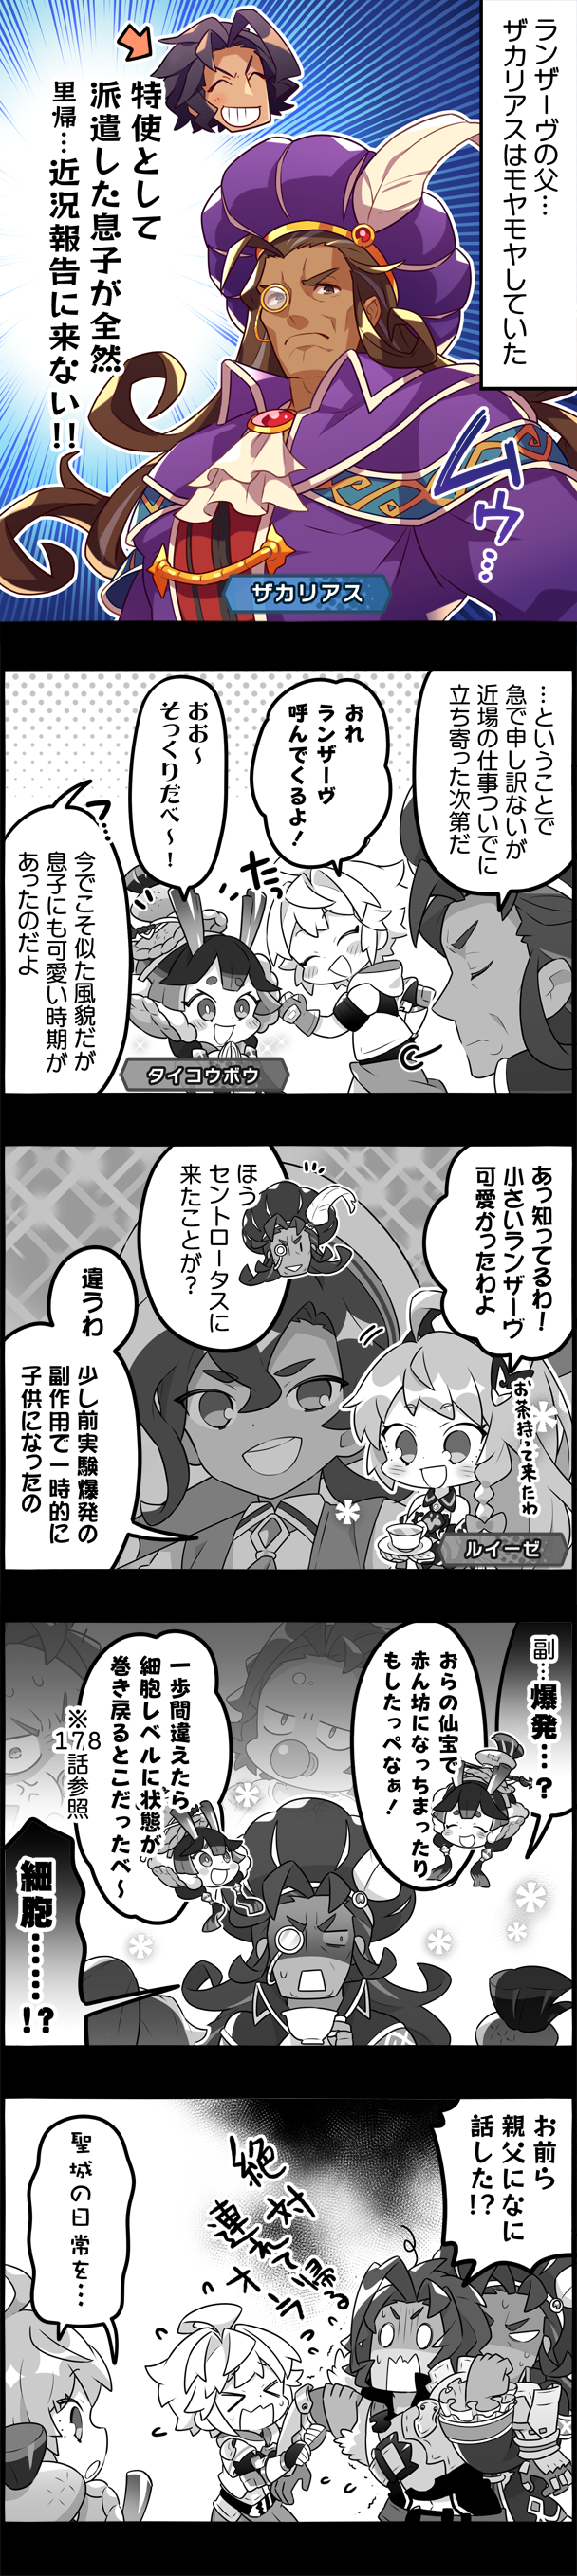 ランザーヴの父…
ザカリアスはモヤモヤしていた
特使として
派遣した息子が全然
里帰…近況報告に来ない!!
ムゥ…
ザカリアス
…ということで
急で申し訳ないが
近場の仕事ついでに
立ち寄った次第だ
おれ
ランザーヴ
呼んでくるよ!
たっ
おお〜
そっくりだべ〜!
タイコウボウ
フ…
今でこそ似た風貌だが
息子にも可愛い時期が
あったのだよ
あっ知ってるわ!
小さいランザーヴ
可愛かったわよ
お茶持って来たわ
ルイーゼ
ほう
セントロータスに
来たことが?
違うわ
少し前実験爆発の
副作用で一時的に
子供になったの
副…爆発…?
おらの仙宝で
赤ん坊になっちまったり
もしたっぺなぁ!
一歩間違えたら
細胞レベルに状態が
巻き戻るとこだったべ〜
※178話参照
細胞……!?
お前ら
親父になに
話した!?
絶対
連れて帰る
オーラ
聖城の日常を…